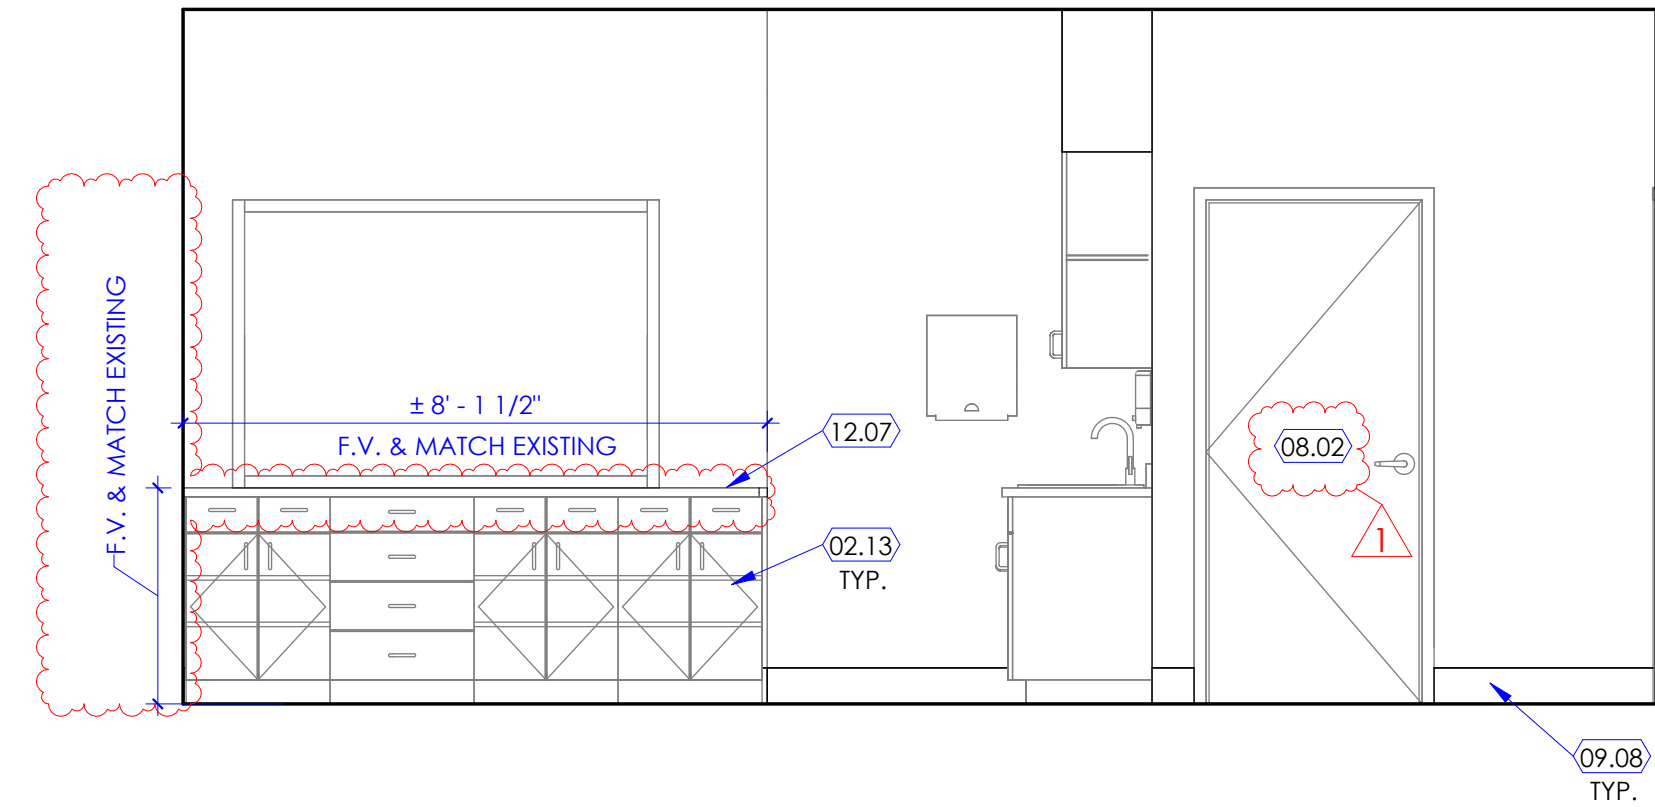 F.V. & MATCH EXISTING
± 8' - 1 1/2"
F.V. & MATCH EXISTING
12.07
02.13
TYP.
08.02
1
09.08
TYP.